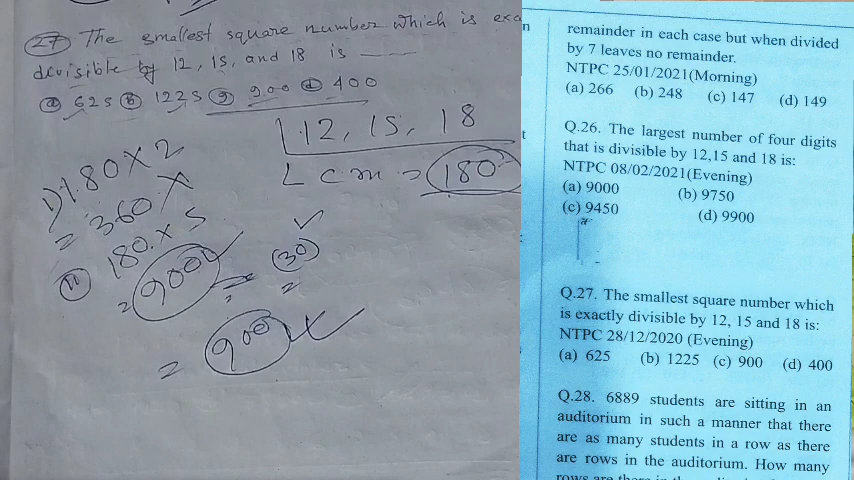 27 The smallest square number which is exa
divisible by 12, 15, and 18 is
(a) 625 (b) 1225 (c) 900 (d) 400
12, 15, 18
LCM = 180
i) 180 X 2
= 360 X
ii) 180 X 5
= 900
= 30
=
= 900
n
remainder in each case but when divided
by 7 leaves no remainder.
NTPC 25/01/2021(Morning)
(a) 266 (b) 248 (c) 147 (d) 149
t
Q.26. The largest number of four digits
that is divisible by 12,15 and 18 is:
NTPC 08/02/2021(Evening)
(a) 9000 (b) 9750
(c) 9450 (d) 9900
Q.27. The smallest square number which
is exactly divisible by 12, 15 and 18 is:
NTPC 28/12/2020 (Evening)
(a) 625 (b) 1225 (c) 900 (d) 400
Q.28. 6889 students are sitting in an
auditorium in such a manner that there
are as many students in a row as there
are rows in the auditorium. How many
rows are there in the